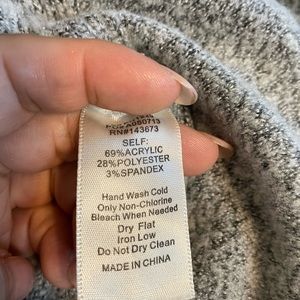 RN#143673
SELF:
69%ACRYLIC
28%POLYESTER
3%SPANDEX
Hand Wash Cold
Only Non-Chlorine
Bleach When Needed
Dry Flat
Iron Low
Do Not Dry Clean
MADE IN CHINA